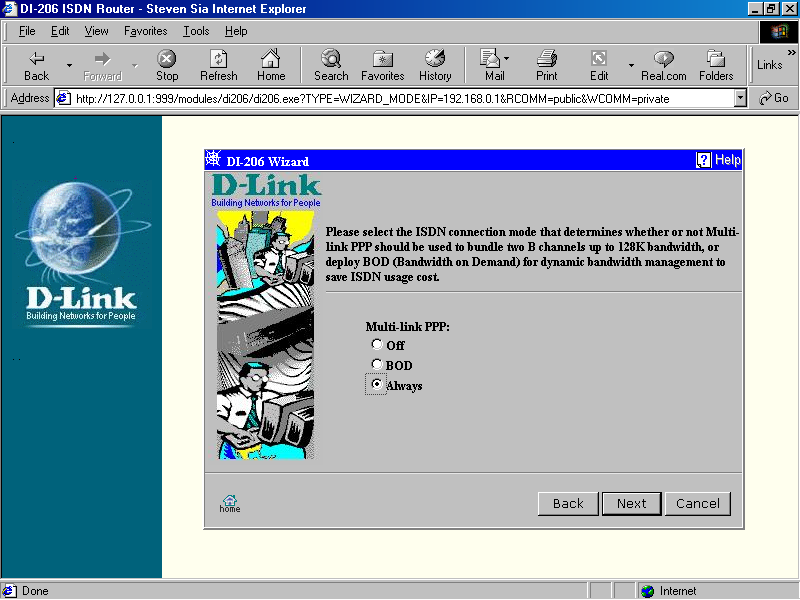 DI-206 ISDN Router - Steven Sia Internet Explorer
File Edit View Favorites Tools Help
Back Forward Stop Refresh Home Search Favorites History Mail Print Edit Real.com Folders Links »
Address http://127.0.0.1:999/modules/di206/di206.exe?TYPE=WIZARD_MODE&IP=192.168.0.1&RCOMM=public&WCOMM=private Go
D-Link
Building Networks for People
DI-206 Wizard ? Help
D-Link
Building Networks for People
Please select the ISDN connection mode that determines whether or not Multi-
link PPP should be used to bundle two B channels up to 128K bandwidth, or
deploy BOD (Bandwidth on Demand) for dynamic bandwidth management to
save ISDN usage cost.
Multi-link PPP:
Off
BOD
Always
home
Back Next Cancel
Done Internet